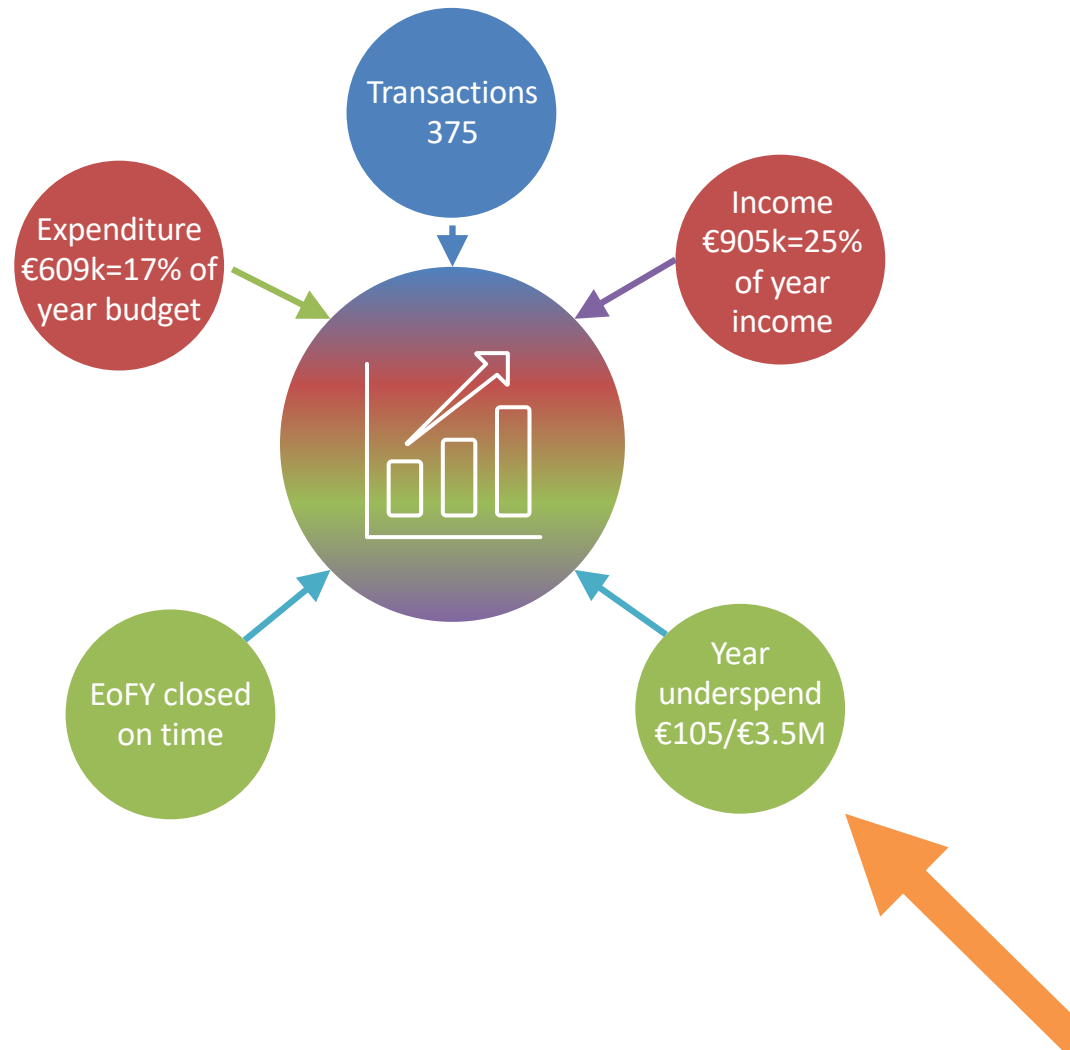 Transactions
375
Expenditure
€609k=17% of
year budget
Income
€905k=25%
of year
income
EoFY closed
on time
Year
underspend
€105/€3.5M